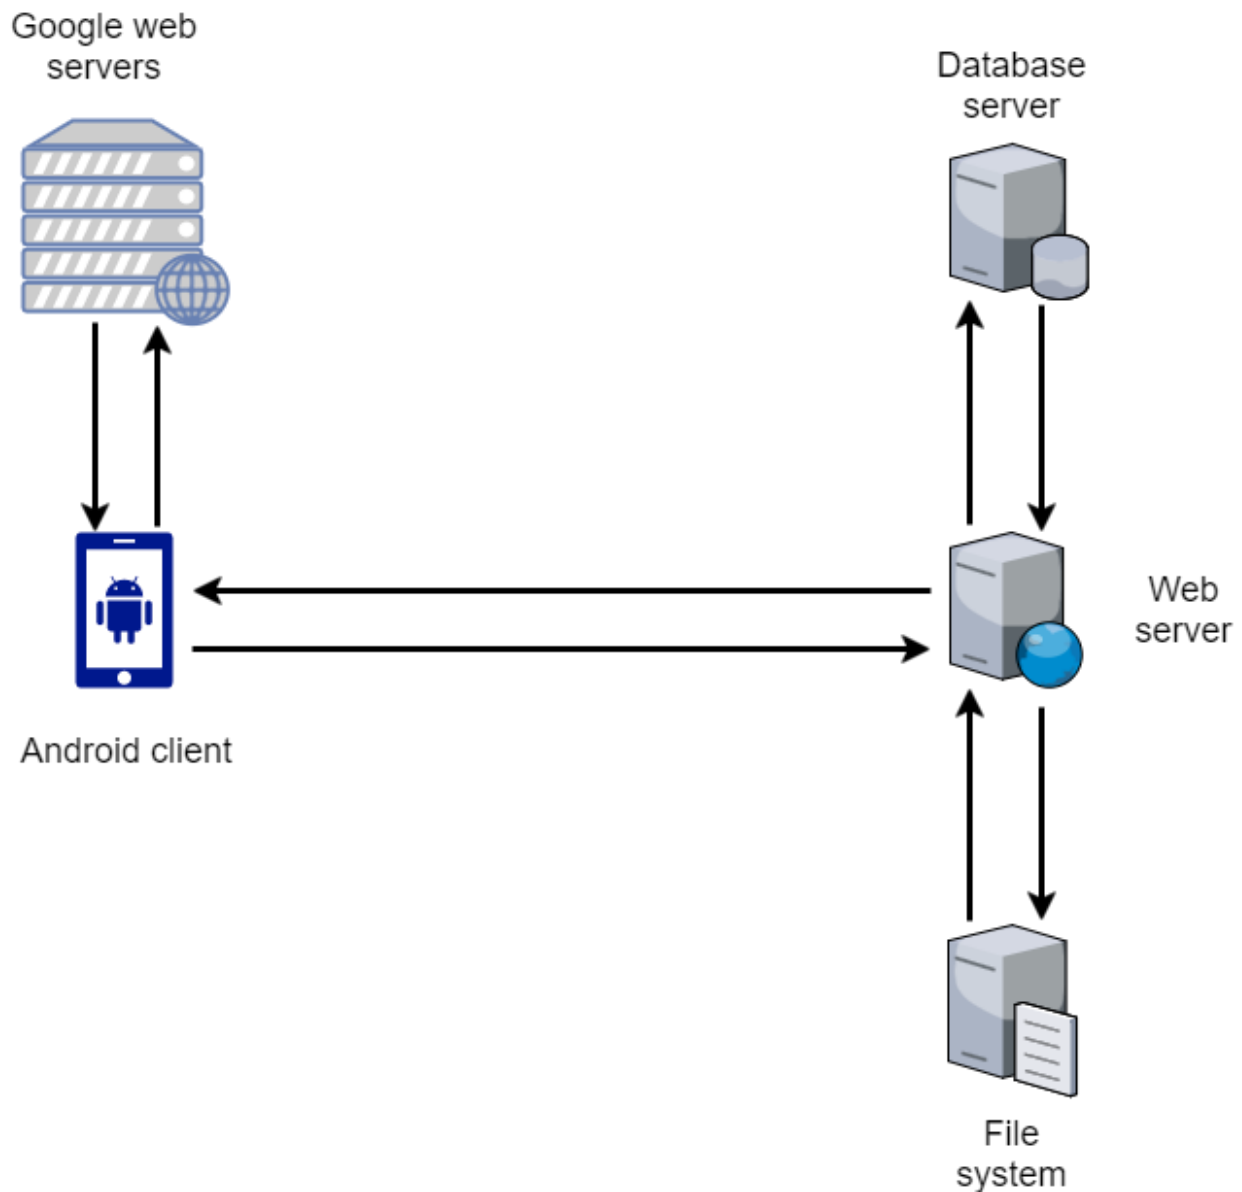 Google web
servers
Database
server
Web
server
Android client
File
system